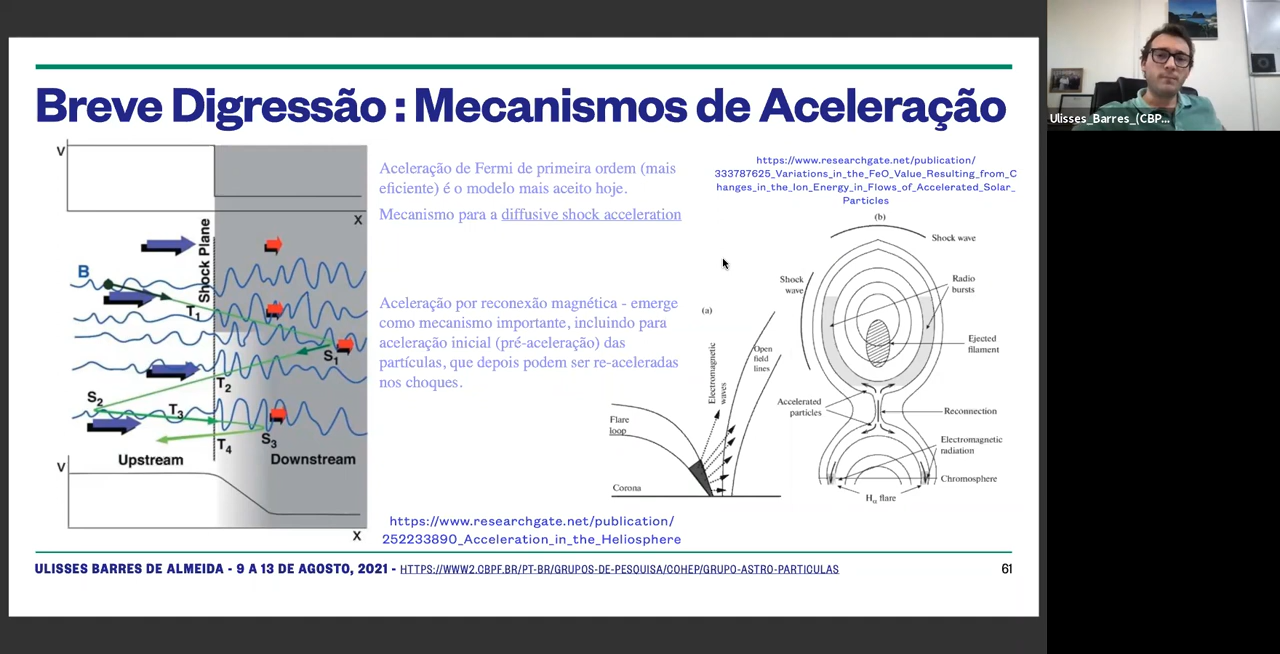 Breve Digressão : Mecanismos de Aceleração
V
X
Shock Plane
B
T1
S1
T2
S2
T3
S3
T4
Upstream
Downstream
V
X
Aceleração de Fermi de primeira ordem (mais
eficiente) é o modelo mais aceito hoje.
Mecanismo para a diffusive shock acceleration
Aceleração por reconexão magnética - emerge
como mecanismo importante, incluindo para
aceleração inicial (pré-aceleração) das
partículas, que depois podem ser re-aceleradas
nos choques.
https://www.researchgate.net/publication/
252233890_Acceleration_in_the_Heliosphere
https://www.researchgate.net/publication/
333787625_Variations_in_the_FeO_Value_Resulting_from_C
hanges_in_the_Ion_Energy_in_Flows_of_Accelerated_Solar_
Particles
(a)
Electromagnetic
waves
Open
field
lines
Flare
loop
Corona
(b)
Shock wave
Shock
wave
Radio
bursts
Ejected
filament
Accelerated
particles
Reconnection
Electromagnetic
radiation
Chromosphere
Hα flare
ULISSES BARRES DE ALMEIDA - 9 A 13 DE AGOSTO, 2021 - HTTPS://WWW2.CBPF.BR/PT-BR/GRUPOS-DE-PESQUISA/COHEP/GRUPO-ASTRO-PARTICULAS
61
Ulisses_Barres_(CBP...